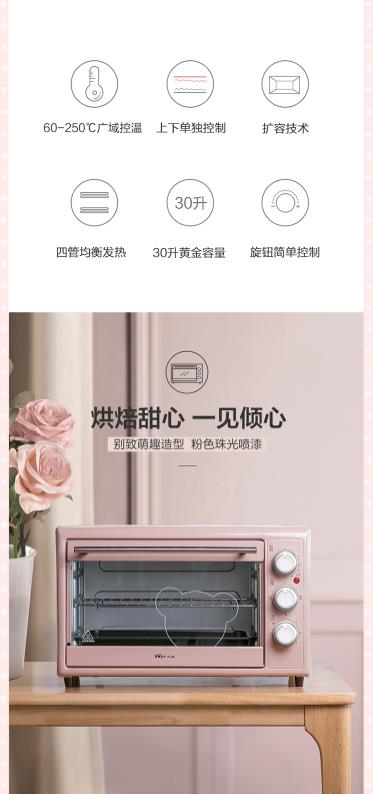 60-250℃广域控温
上下单独控制
扩容技术
30升
四管均衡发热
30升黄金容量
旋钮简单控制
烘焙甜心 一见倾心
别致萌趣造型 粉色珠光喷漆
Bear